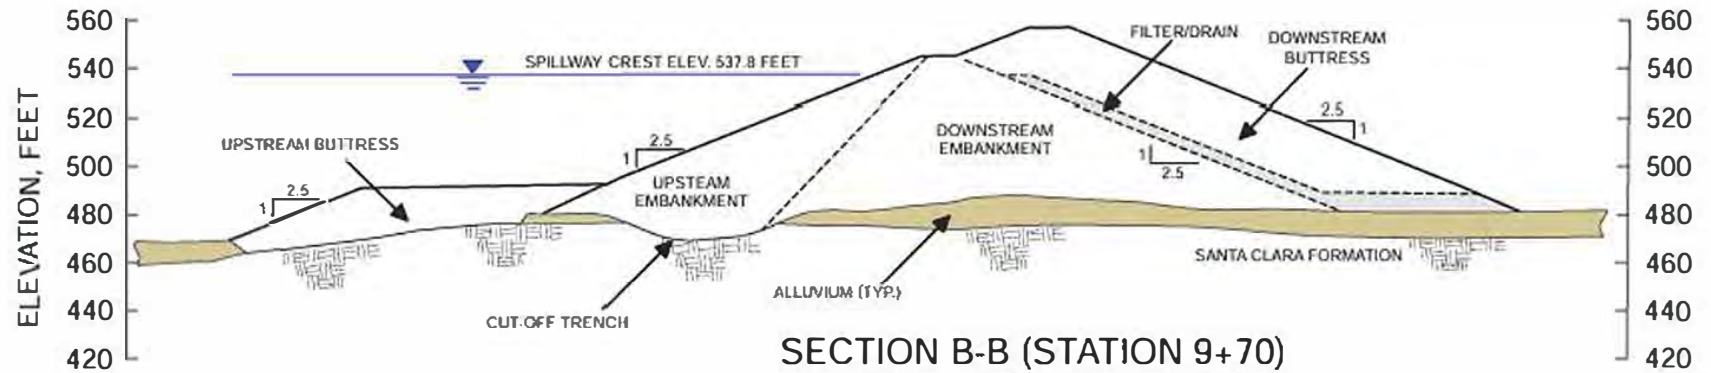 560
540
520
500
480
460
440
420
ELEVATION, FEET
SPILLWAY CREST ELEV. 537.8 FEET
UPSTREAM BUTTRESS
2.5
1
2.5
1
UPSTEAM
EMBANKMENT
DOWNSTREAM
EMBANKMENT
FILTER/DRAIN
DOWNSTREAM
BUTTRESS
2.5
1
1
2.5
SANTA CLARA FORMATION
ALLUVIUM (TYP.)
CUT-OFF TRENCH
560
540
520
500
480
460
440
420
SECTION B-B (STATION 9+70)